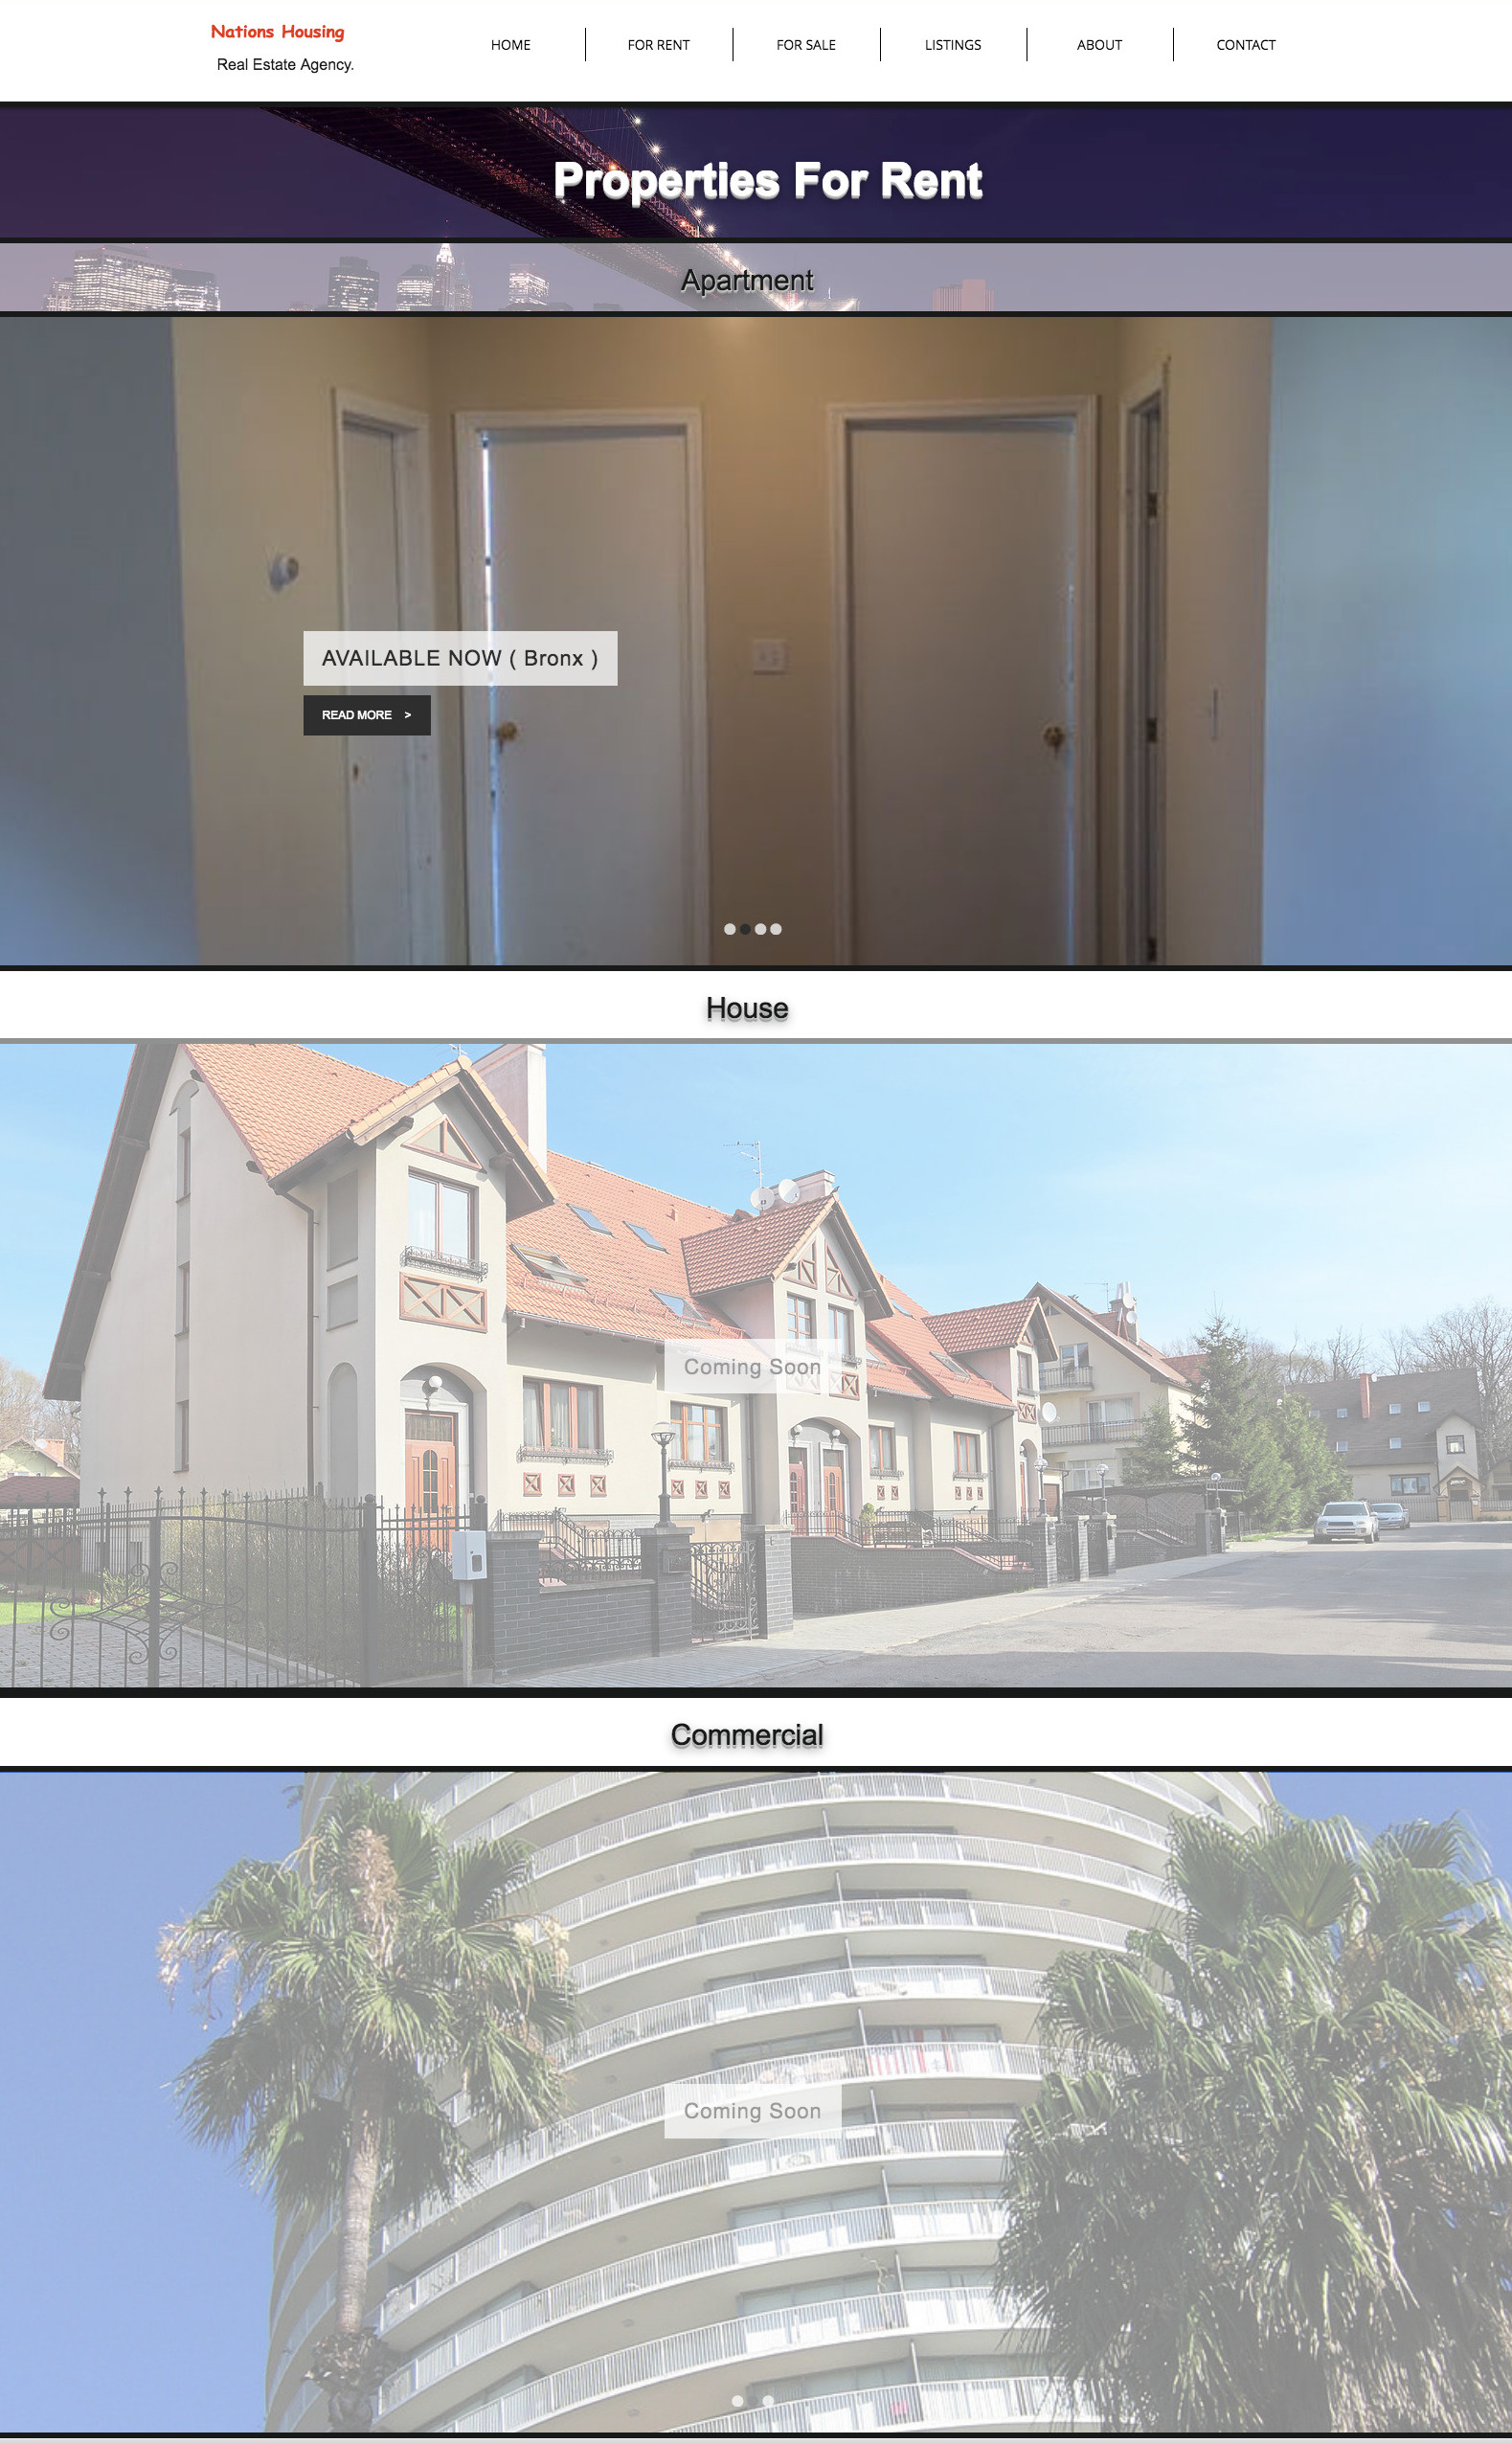 Nations Housing
Real Estate Agency.
HOME
FOR RENT
FOR SALE
LISTINGS
ABOUT
CONTACT
Properties For Rent
Apartment
AVAILABLE NOW ( Bronx )
READ MORE >
House
Coming Soon
Commercial
Coming Soon